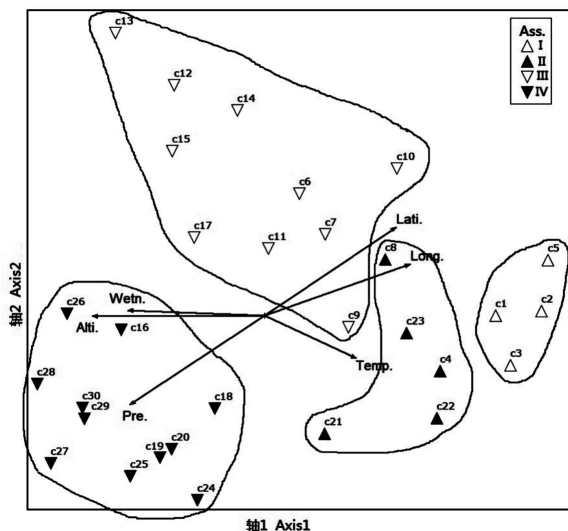 c13
Ass.
I
II
III
IV
c12
c14
c15
c10
c6
c17
c7
c11
Lati.
c8
Long.
c5
c26
Wetn.
c16
Alti.
c9
c1
c2
c23
c3
Temp.
c4
c28
c30
c29
Pre.
c18
c22
c21
c27
c19
c20
c25
c24
轴2 Axis2
轴1 Axis1